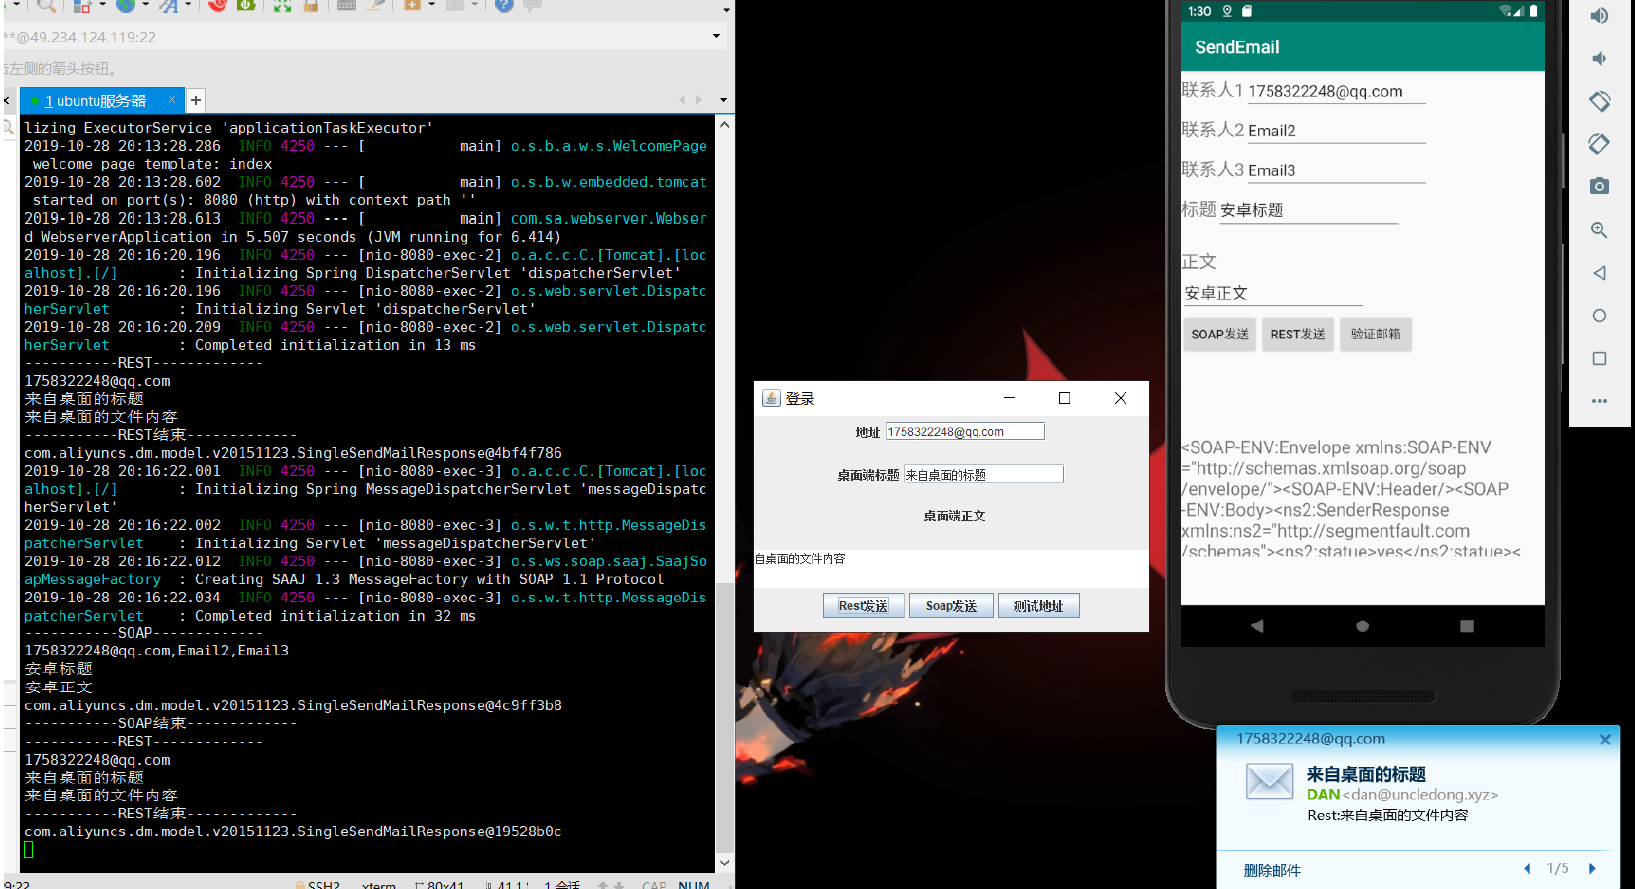 **@49.234.124.119:22
左侧的箭头按钮。
1 ubuntu服务器
lizing ExecutorService 'applicationTaskExecutor'
2019-10-28 20:13:28.286  INFO 4250 --- [           main] o.s.b.a.w.s.WelcomePage
 welcome page template: index
2019-10-28 20:13:28.602  INFO 4250 --- [           main] o.s.b.w.embedded.tomcat
 started on port(s): 8080 (http) with context path ''
2019-10-28 20:13:28.613  INFO 4250 --- [           main] com.sa.webserver.Webser
d WebserverApplication in 5.507 seconds (JVM running for 6.414)
2019-10-28 20:16:20.196  INFO 4250 --- [nio-8080-exec-2] o.a.c.c.C.[Tomcat].[loc
alhost].[/]       : Initializing Spring DispatcherServlet 'dispatcherServlet'
2019-10-28 20:16:20.196  INFO 4250 --- [nio-8080-exec-2] o.s.web.servlet.Dispatc
herServlet        : Initializing Servlet 'dispatcherServlet'
2019-10-28 20:16:20.209  INFO 4250 --- [nio-8080-exec-2] o.s.web.servlet.Dispatc
herServlet        : Completed initialization in 13 ms
-----------REST-------------
1758322248@qq.com
来自桌面的标题
来自桌面的文件内容
-----------REST结束-------------
com.aliyuncs.dm.model.v20151123.SingleSendMailResponse@4bf4f786
2019-10-28 20:16:22.001  INFO 4250 --- [nio-8080-exec-3] o.a.c.c.C.[Tomcat].[loc
alhost].[/]       : Initializing Spring MessageDispatcherServlet 'messageDispatc
herServlet'
2019-10-28 20:16:22.002  INFO 4250 --- [nio-8080-exec-3] o.s.w.t.http.MessageDis
patcherServlet    : Initializing Servlet 'messageDispatcherServlet'
2019-10-28 20:16:22.012  INFO 4250 --- [nio-8080-exec-3] o.s.ws.soap.saaj.SaajSo
apMessageFactory  : Creating SAAJ 1.3 MessageFactory with SOAP 1.1 Protocol
2019-10-28 20:16:22.034  INFO 4250 --- [nio-8080-exec-3] o.s.w.t.http.MessageDis
patcherServlet    : Completed initialization in 32 ms
-----------SOAP-------------
1758322248@qq.com,Email2,Email3
安卓标题
安卓正文
com.aliyuncs.dm.model.v20151123.SingleSendMailResponse@4c9ff3b8
-----------SOAP结束-------------
-----------REST-------------
1758322248@qq.com
来自桌面的标题
来自桌面的文件内容
-----------REST结束-------------
com.aliyuncs.dm.model.v20151123.SingleSendMailResponse@19528b0c
9:22 SSH2 xterm 80x41 41,1 1 会话 CAP NUM
登录
地址 1758322248@qq.com
桌面端标题 来自桌面的标题
桌面端正文
自桌面的文件内容
Rest发送 Soap发送 测试地址
1:30
SendEmail
联系人1 1758322248@qq.com
联系人2 Email2
联系人3 Email3
标题 安卓标题
正文
安卓正文
SOAP发送 REST发送 验证邮箱
<SOAP-ENV:Envelope xmlns:SOAP-ENV
="http://schemas.xmlsoap.org/soap
/envelope/"><SOAP-ENV:Header/><SOAP
-ENV:Body><ns2:SenderResponse
xmlns:ns2="http://segmentfault.com
/schemas"><ns2:statue>yes</ns2:statue><
1758322248@qq.com
来自桌面的标题
DAN<dan@uncledong.xyz>
Rest:来自桌面的文件内容
删除邮件 1/5